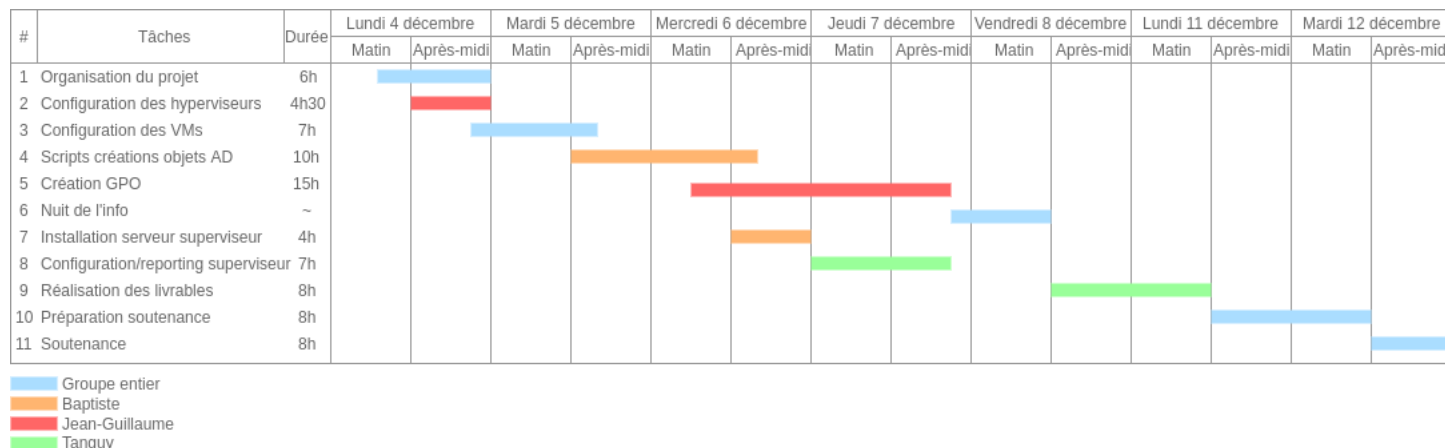 # Tâches Durée Lundi 4 décembre Mardi 5 décembre Mercredi 6 décembre Jeudi 7 décembre Vendredi 8 décembre Lundi 11 décembre Mardi 12 décembre
Matin Après-midi Matin Après-midi Matin Après-midi Matin Après-midi Matin Après-midi Matin Après-midi Matin Après-mid
1 Organisation du projet 6h
2 Configuration des hyperviseurs 4h30
3 Configuration des VMs 7h
4 Scripts créations objets AD 10h
5 Création GPO 15h
6 Nuit de l'info ~
7 Installation serveur superviseur 4h
8 Configuration/reporting superviseur 7h
9 Réalisation des livrables 8h
10 Préparation soutenance 8h
11 Soutenance 8h
Groupe entier
Baptiste
Jean-Guillaume
Tanguy